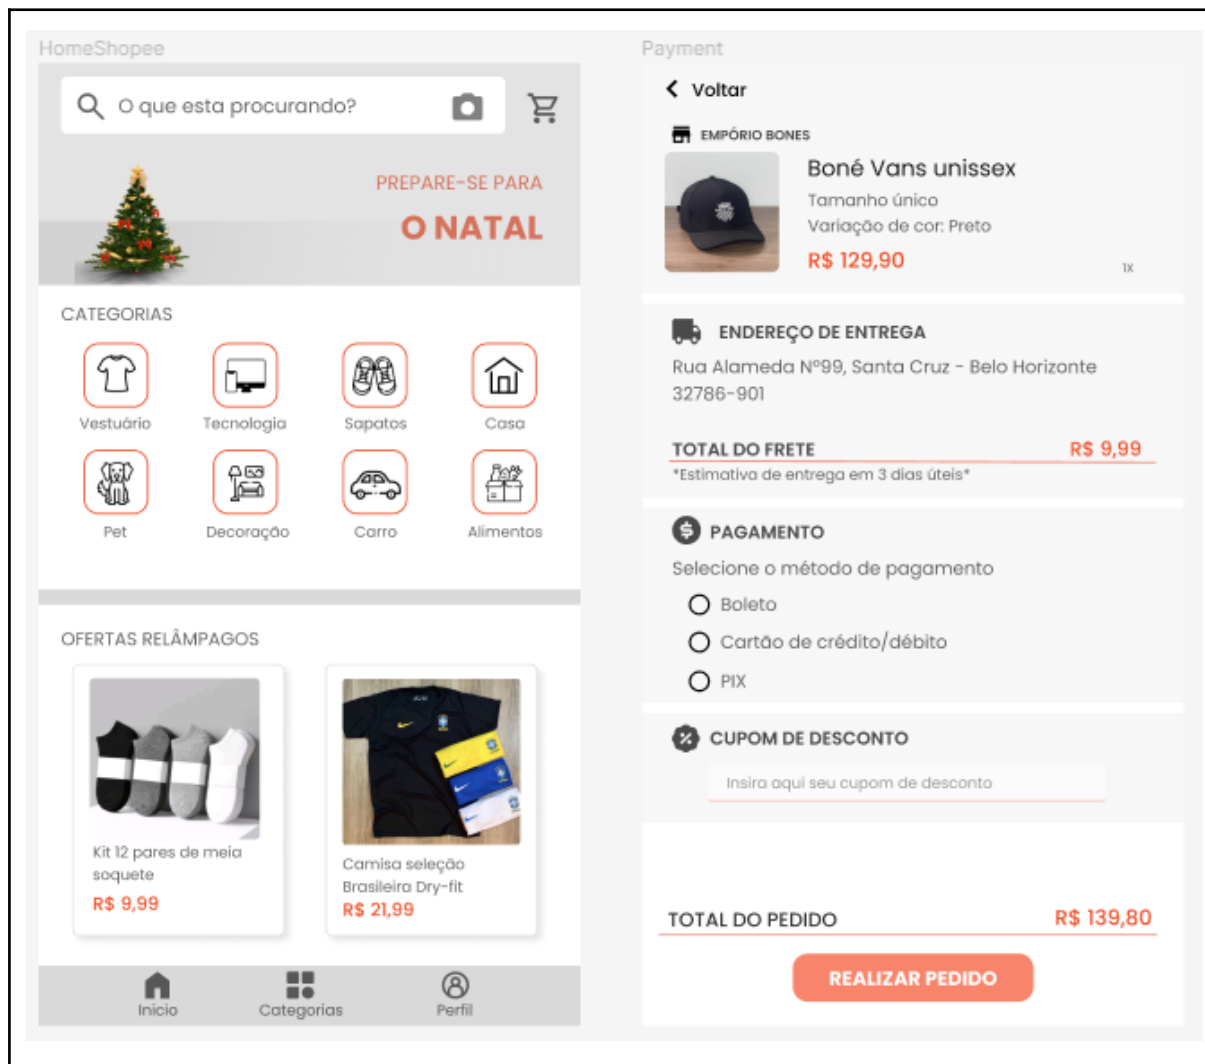 HomeShopee
O que esta procurando?
PREPARE-SE PARA
O NATAL
CATEGORIAS
Vestuário
Tecnologia
Sapatos
Casa
Pet
Decoração
Carro
Alimentos
OFERTAS RELÂMPAGOS
Kit 12 pares de meia
soquete
R$ 9,99
Camisa seleção
Brasileira Dry-fit
R$ 21,99
Inicio
Categorias
Perfil
Payment
Voltar
EMPÓRIO BONES
Boné Vans unissex
Tamanho único
Variação de cor: Preto
R$ 129,90
1X
ENDEREÇO DE ENTREGA
Rua Alameda Nº99, Santa Cruz - Belo Horizonte
32786-901
TOTAL DO FRETE R$ 9,99
*Estimativa de entrega em 3 dias úteis*
PAGAMENTO
Selecione o método de pagamento
Boleto
Cartão de crédito/débito
PIX
CUPOM DE DESCONTO
Insira aqui seu cupom de desconto
TOTAL DO PEDIDO R$ 139,80
REALIZAR PEDIDO